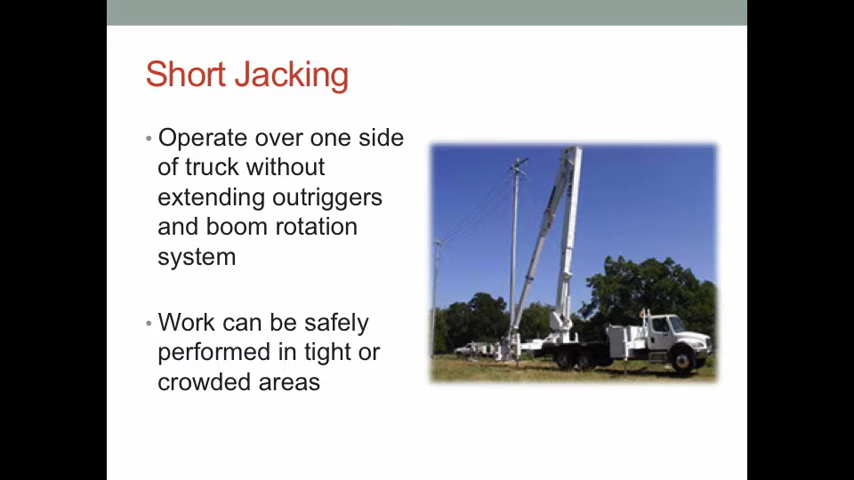 Short Jacking
• Operate over one side
of truck without
extending outriggers
and boom rotation
system
• Work can be safely
performed in tight or
crowded areas